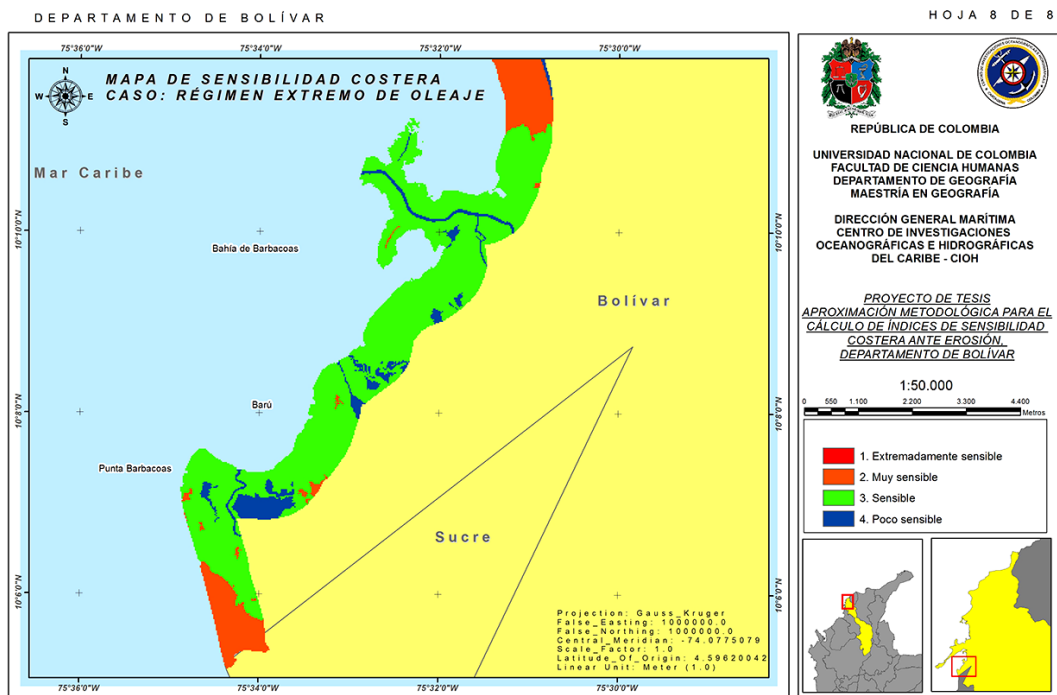 DEPARTAMENTO DE BOLÍVAR
HOJA 8 DE 8
75°36'0"W
75°34'0"W
75°32'0"W
75°30'0"W
MAPA DE SENSIBILIDAD COSTERA
CASO: RÉGIMEN EXTREMO DE OLEAJE
N
W
E
S
Mar Caribe
Bahía de Barbacoas
Bolívar
Barú
Punta Barbacoas
Sucre
10°10'0"N
10°8'0"N
10°6'0"N
10°10'0"N
10°8'0"N
10°6'0"N
Projection: Gauss_Kruger
False_Easting: 1000000.0
False_Northing: 1000000.0
Central_Meridian: -74.0775079
Scale_Factor: 1.0
Latitude_Of_Origin: 4.59620042
Linear Unit: Meter (1.0)
75°36'0"W
75°34'0"W
75°32'0"W
75°30'0"W
REPÚBLICA DE COLOMBIA
UNIVERSIDAD NACIONAL DE COLOMBIA
FACULTAD DE CIENCIA HUMANAS
DEPARTAMENTO DE GEOGRAFÍA
MAESTRÍA EN GEOGRAFÍA
DIRECCIÓN GENERAL MARÍTIMA
CENTRO DE INVESTIGACIONES
OCEANOGRÁFICAS E HIDROGRÁFICAS
DEL CARIBE - CIOH
PROYECTO DE TESIS
APROXIMACIÓN METODOLÓGICA PARA EL
CÁLCULO DE ÍNDICES DE SENSIBILIDAD
COSTERA ANTE EROSIÓN,
DEPARTAMENTO DE BOLÍVAR
1:50.000
0 550 1.100 2.200 3.300 4.400
Metros
1. Extremadamente sensible
2. Muy sensible
3. Sensible
4. Poco sensible